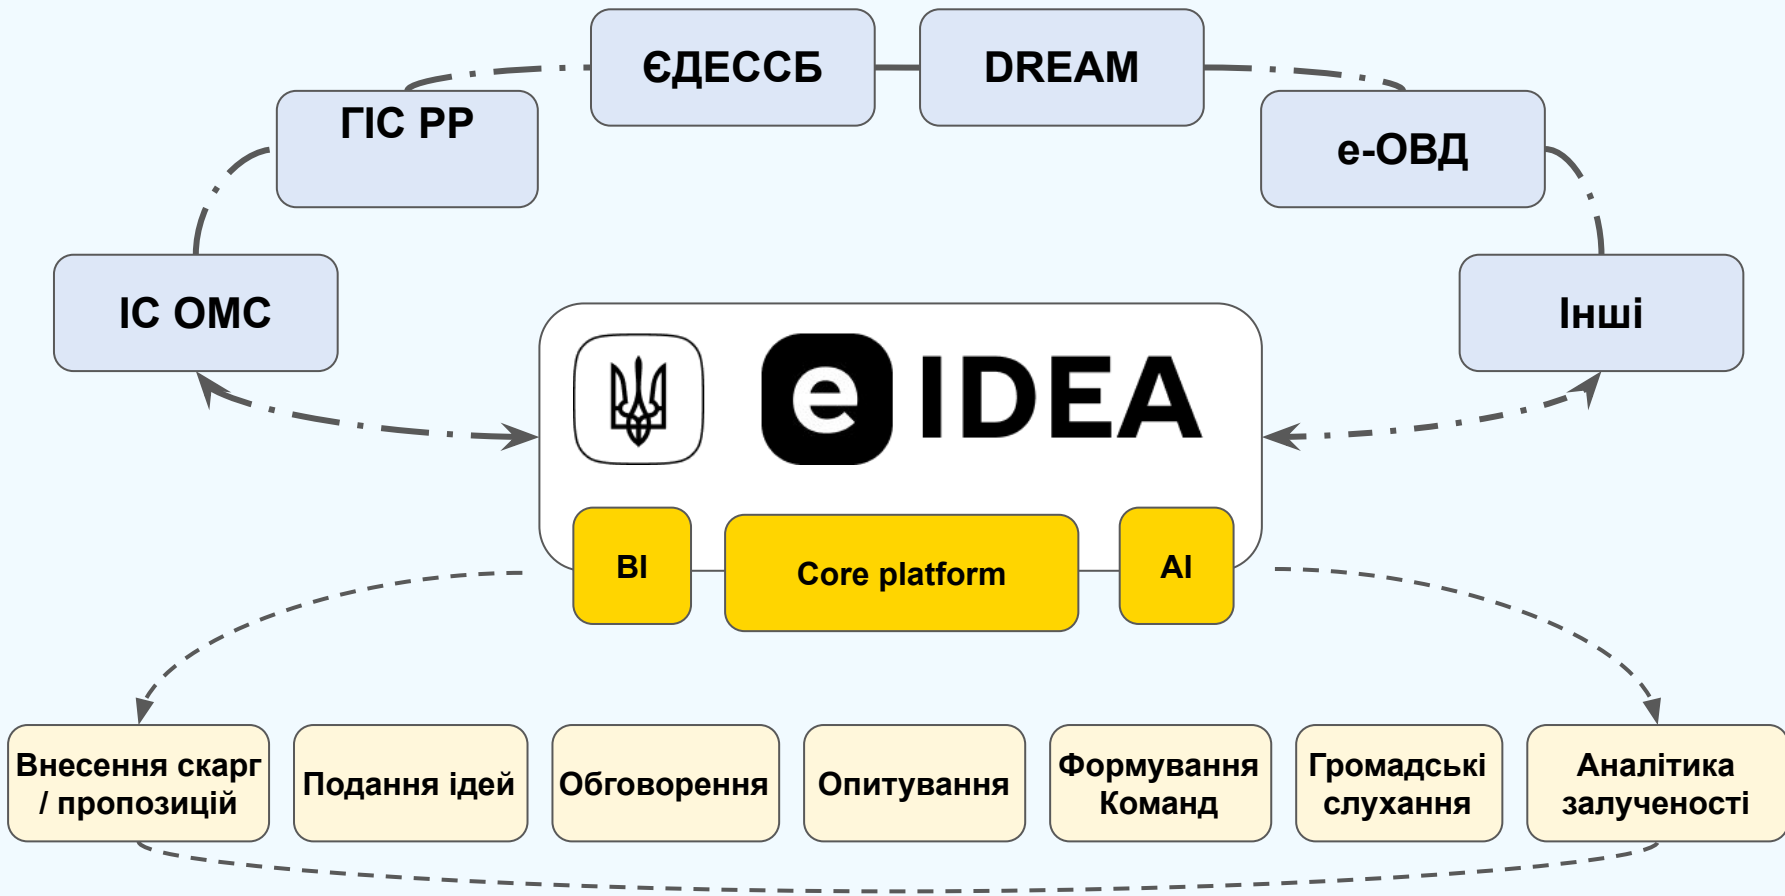 ЄДЕССБ
DREAM
ГІС РР
е-ОВД
ІС ОМС
Інші
e IDEA
BI
Core platform
AI
Внесення скарг
/ пропозицій
Подання ідей
Обговорення
Опитування
Формування
Команд
Громадські
слухання
Аналітика
залученості